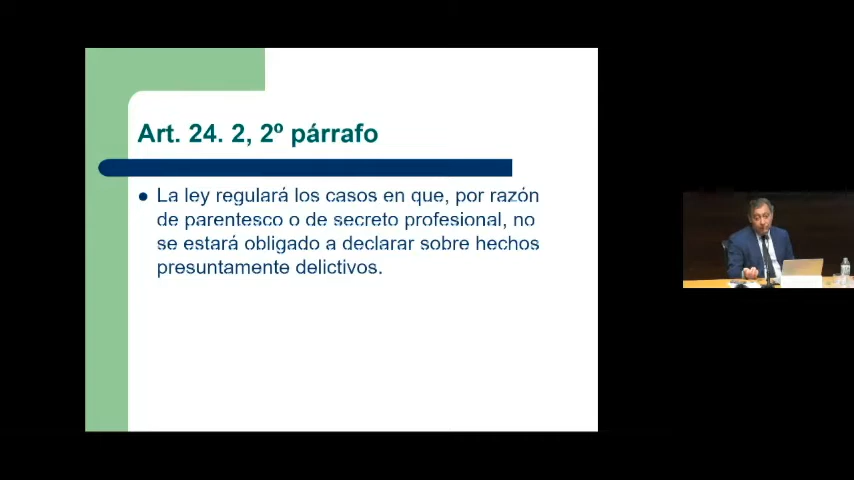 Art. 24. 2, 2º párrafo
La ley regulará los casos en que, por razón
de parentesco o de secreto profesional, no
se estará obligado a declarar sobre hechos
presuntamente delictivos.